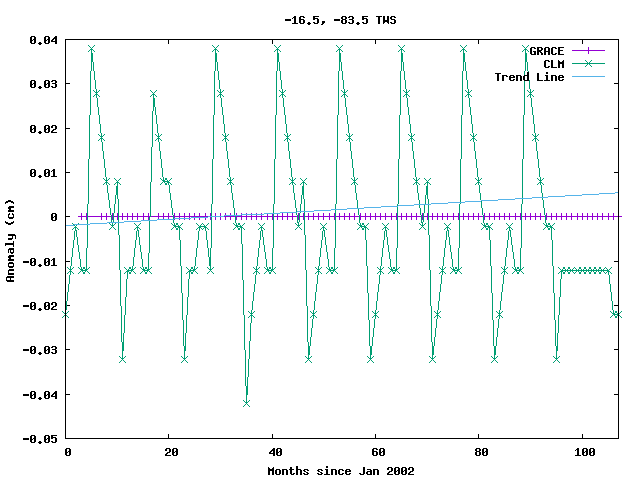 -16.5, -83.5 TWS
GRACE
CLM
Trend Line
0.04
0.03
0.02
0.01
0
-0.01
-0.02
-0.03
-0.04
-0.05
Anomaly (cm)
0 20 40 60 80 100
Months since Jan 2002